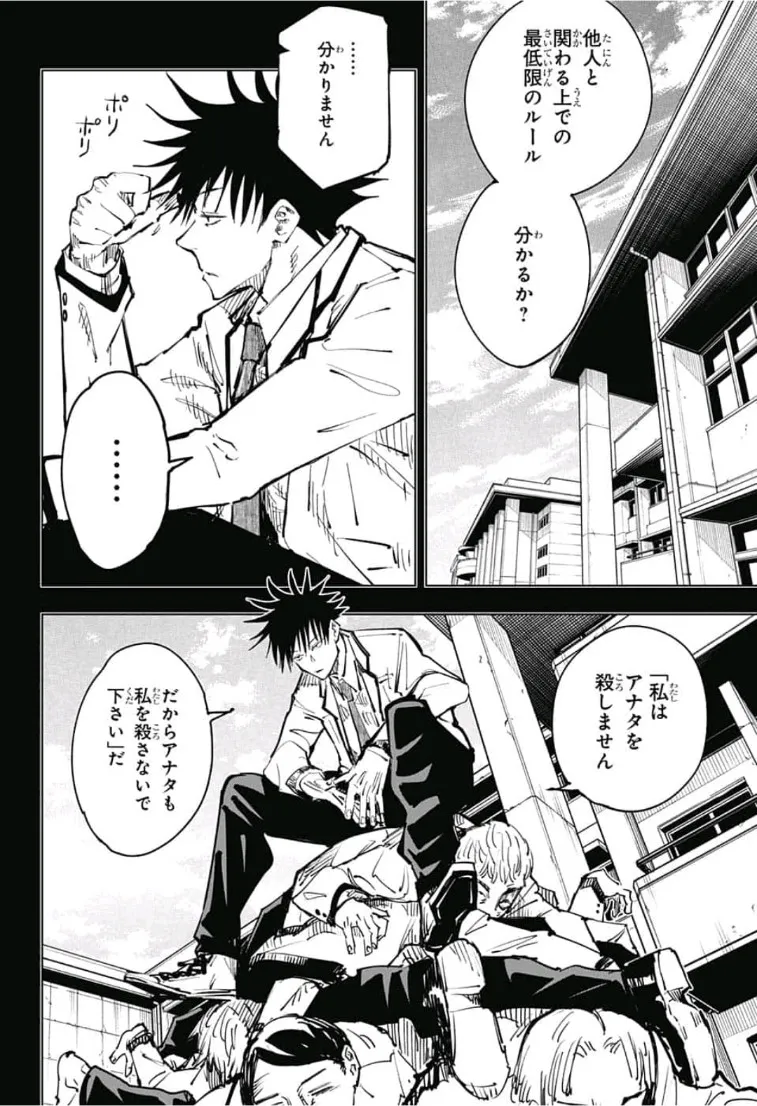 他人と
関わる上での
最低限のルール
分かるか?
……
分かりません
ポリ
ポリ
……
「私は
アナタを
殺しません
だからアナタも
私を殺さないで
下さい」だ